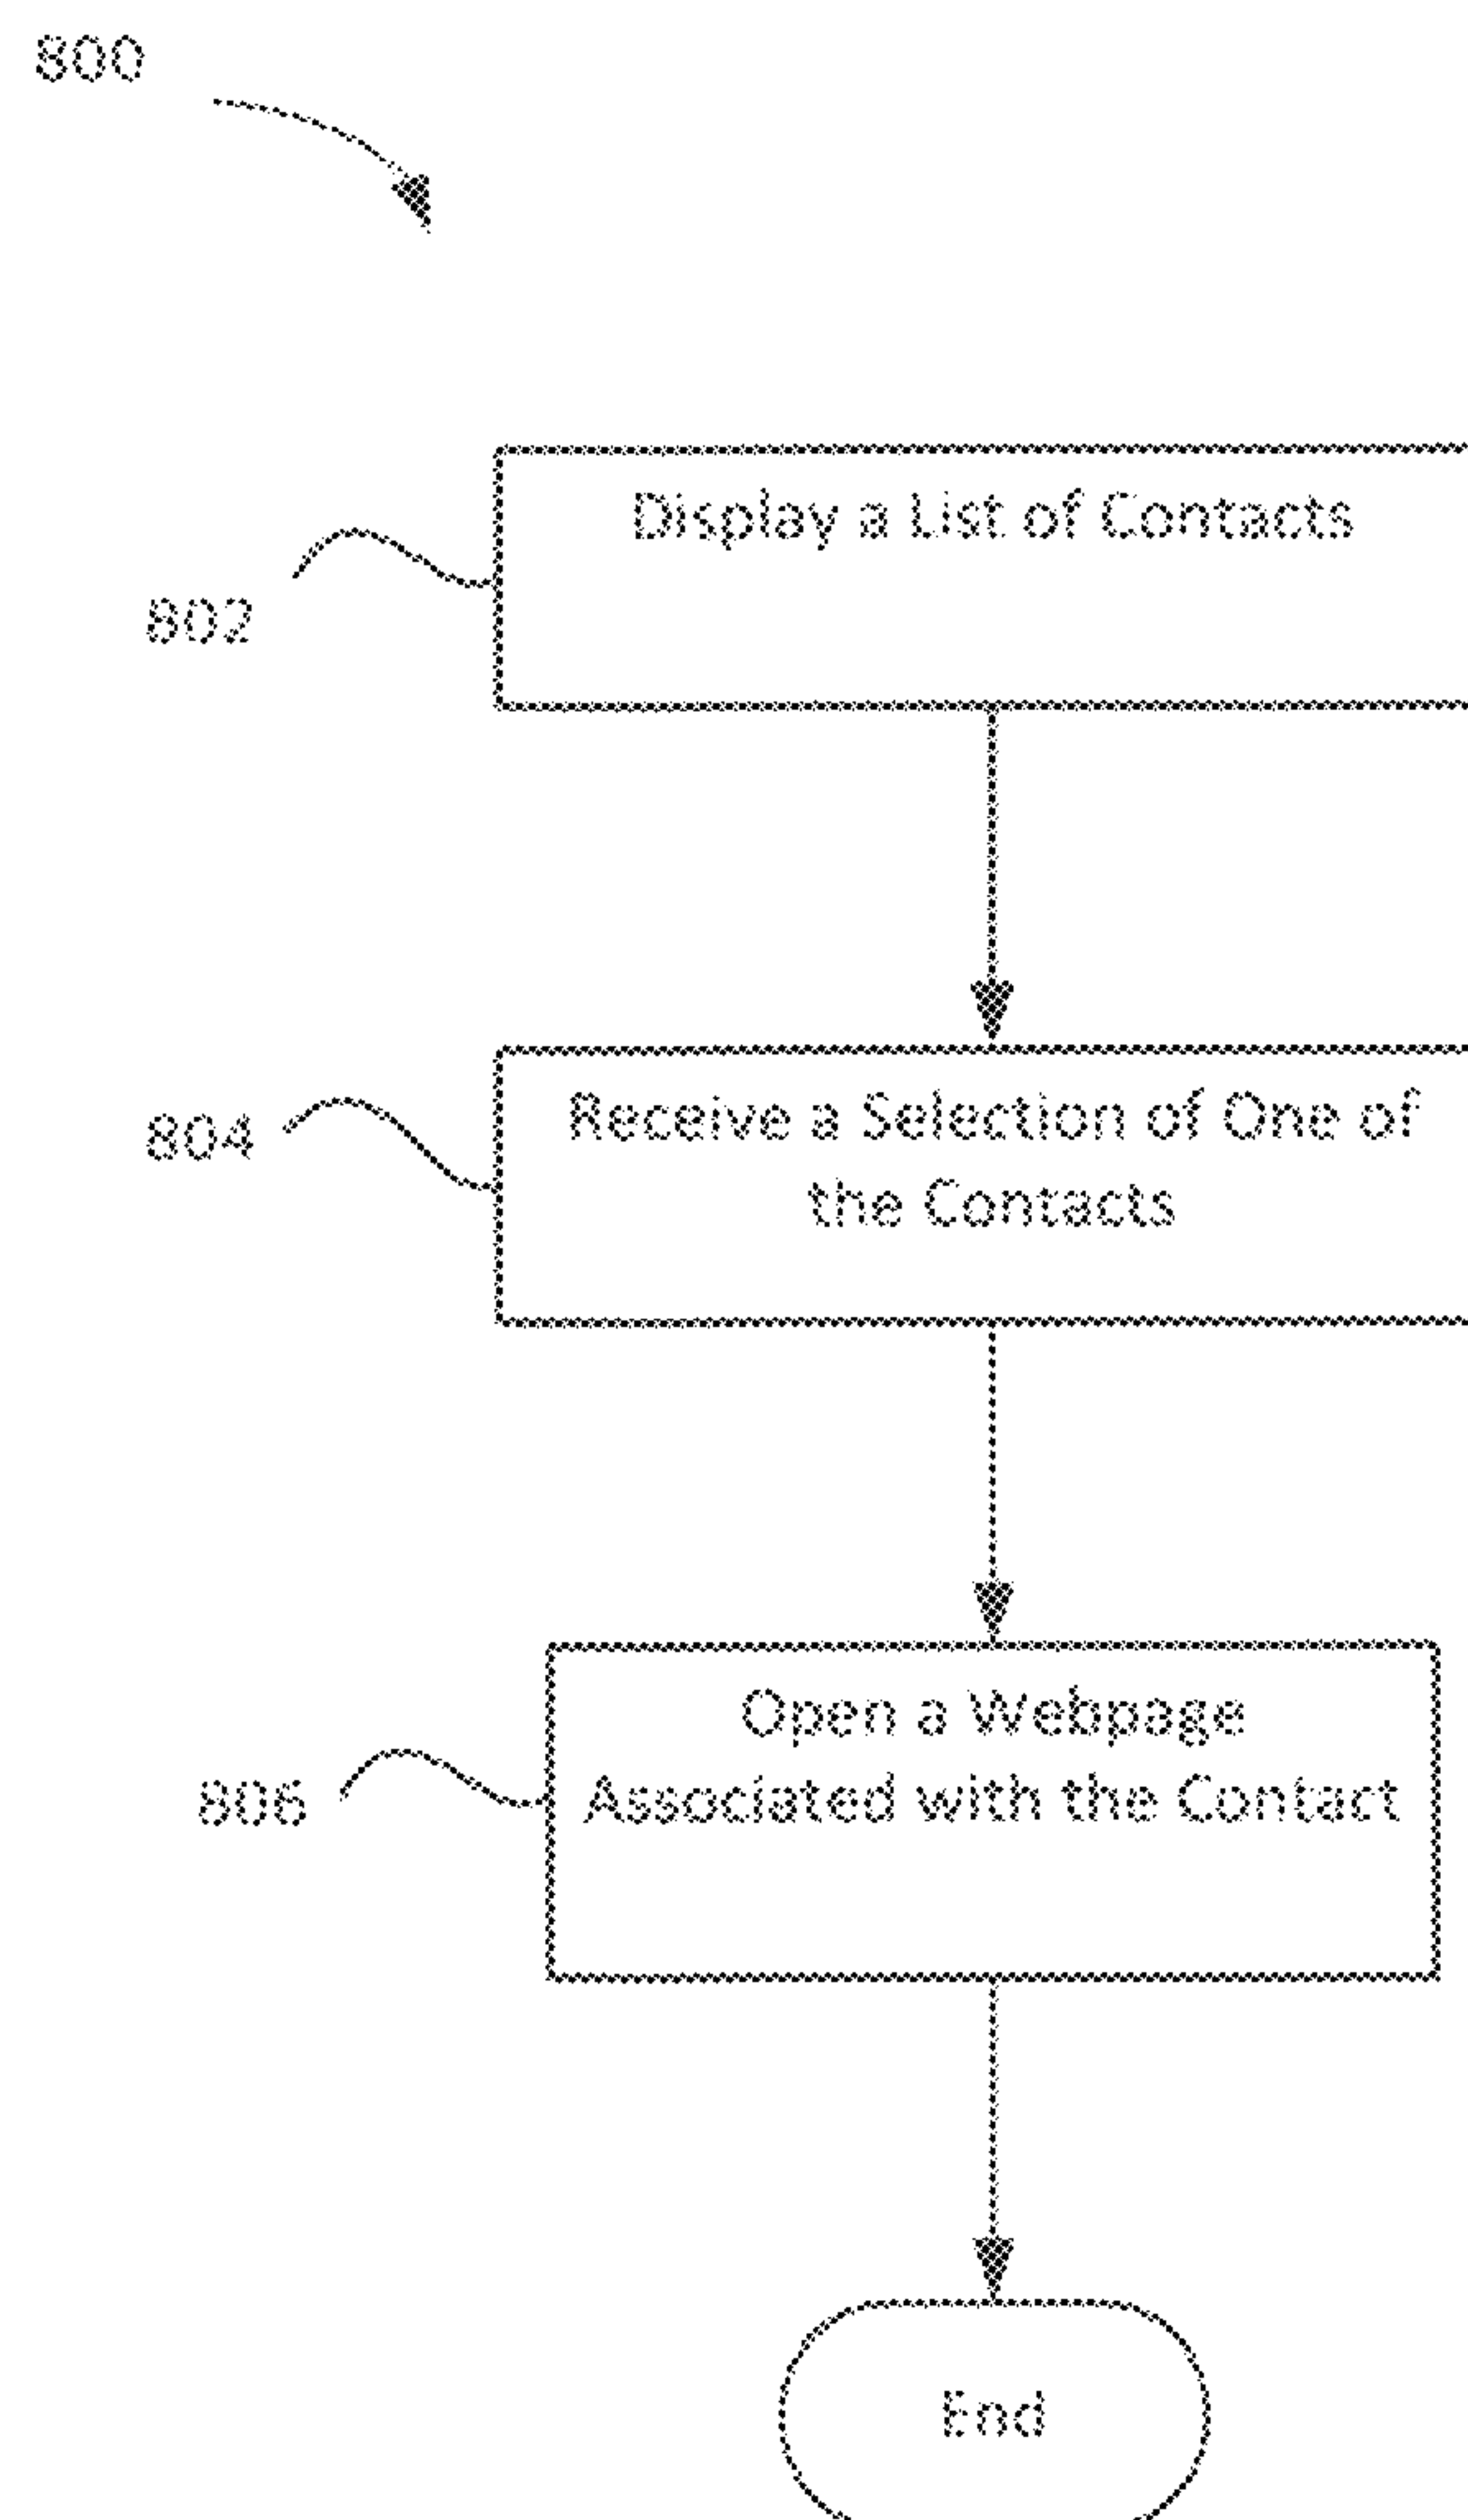 800
Display a List of Contacts
802
Receive a Selection of One of
the Contacts
804
Open a Webpage
Associated with the Contact
806
End